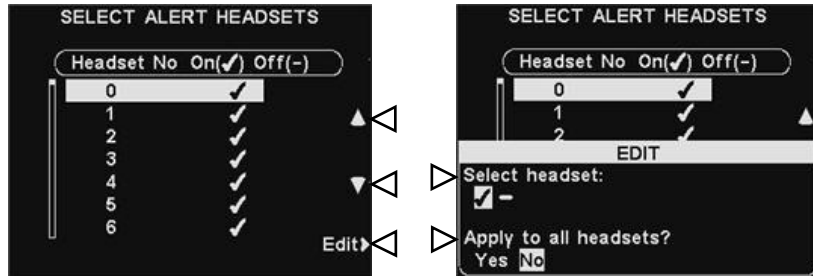 SELECT ALERT HEADSETS
Headset No On(✓) Off(-)
0 ✓
1 ✓
2 ✓
3 ✓
4 ✓
5 ✓
6 ✓
Edit
SELECT ALERT HEADSETS
Headset No On(✓) Off(-)
0 ✓
1 ✓
2 ✓
EDIT
Select headset:
✓ -
Apply to all headsets?
Yes No